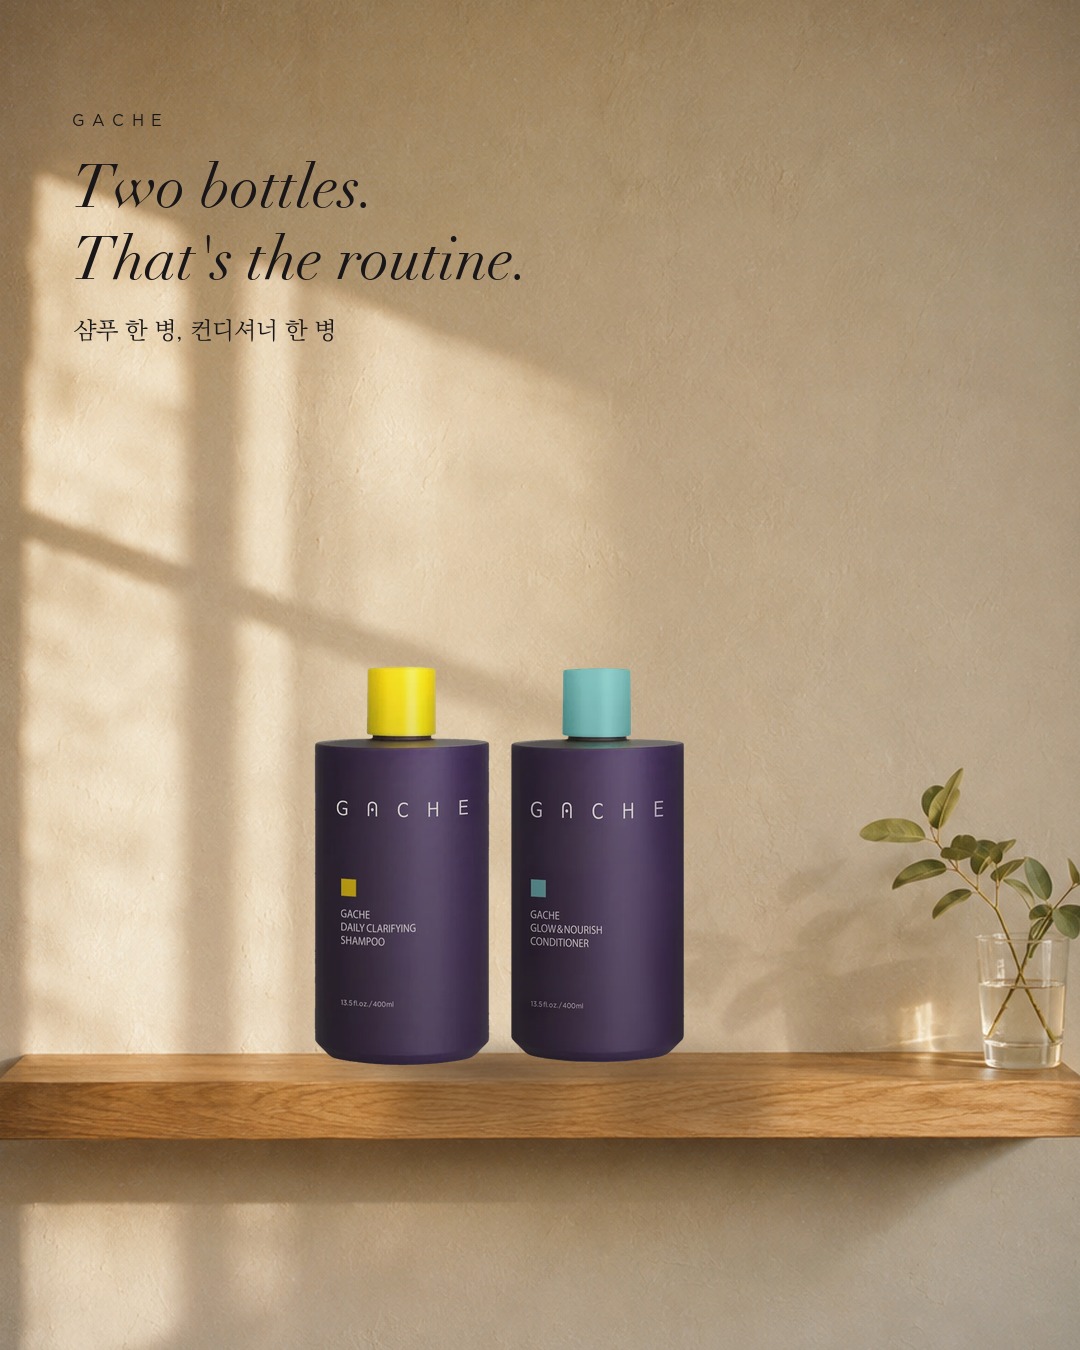 GACHE
Two bottles.
That's the routine.
샴푸 한 병, 컨디셔너 한 병
GACHE
GACHE
DAILY CLARIFYING
SHAMPOO
13.5 fl.oz./400ml
GACHE
GACHE
GLOW & NOURISH
CONDITIONER
13.5 fl.oz./400ml